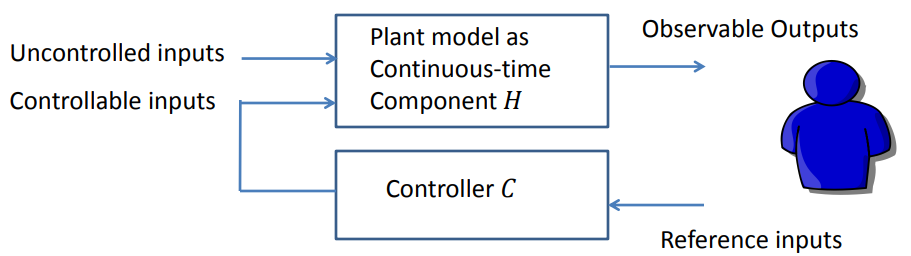 Uncontrolled inputs
Controllable inputs
Plant model as
Continuous-time
Component H
Observable Outputs
Controller C
Reference inputs